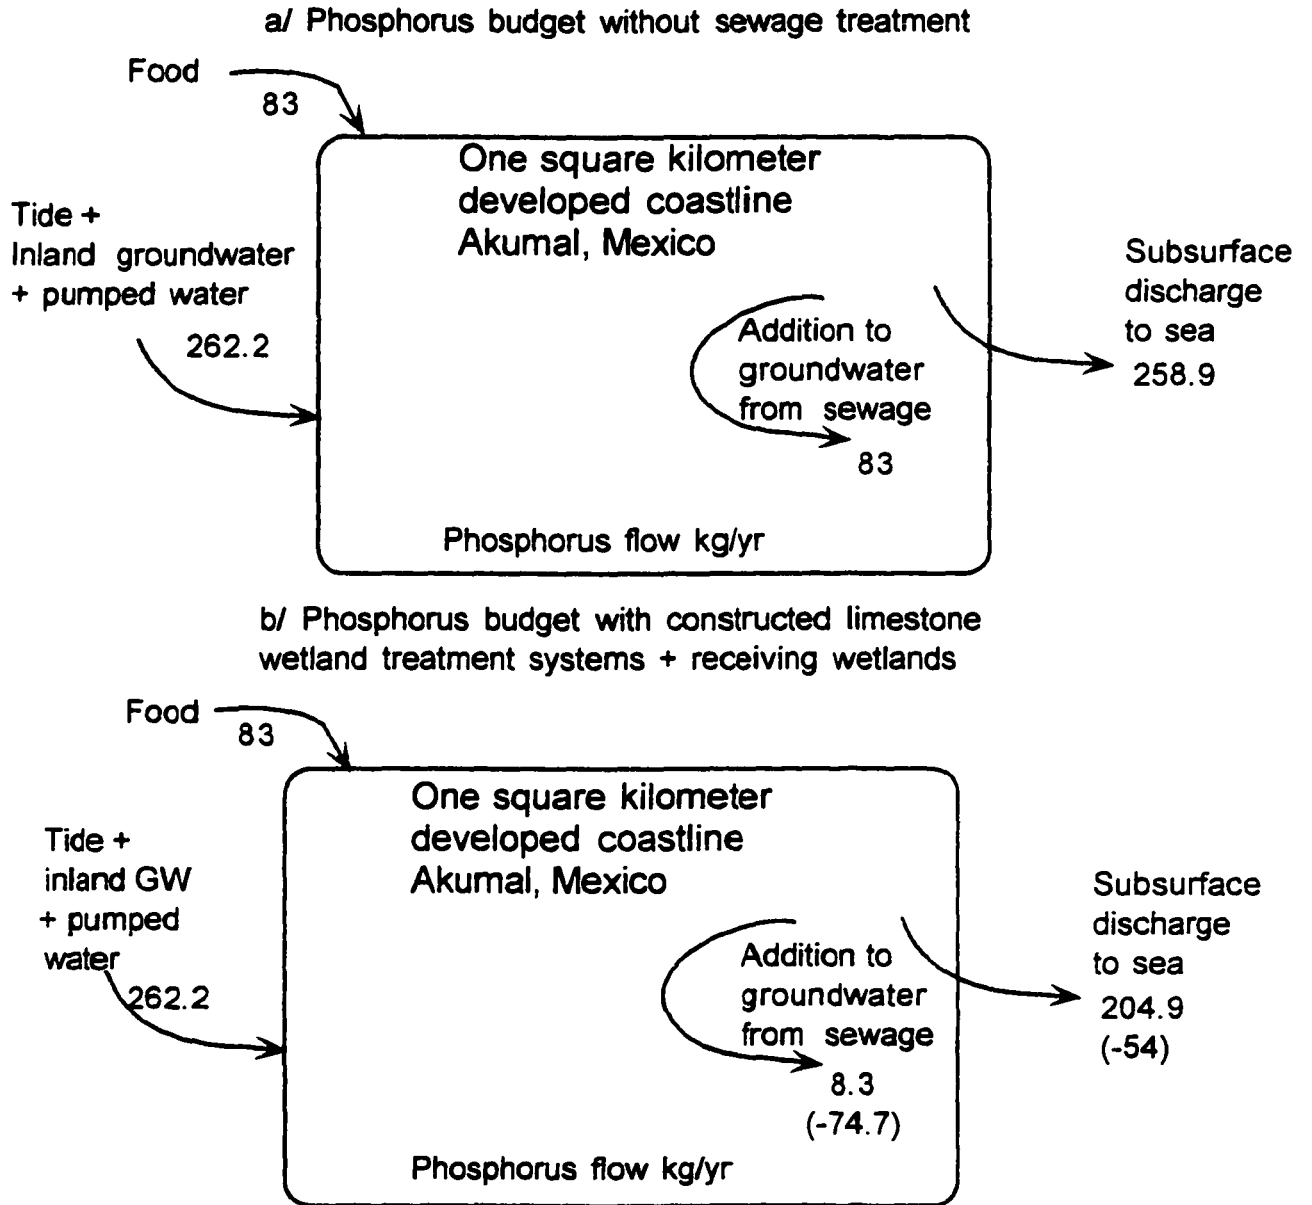 a/ Phosphorus budget without sewage treatment
Food
83
One square kilometer
developed coastline
Akumal, Mexico
Tide +
Inland groundwater
+ pumped water
262.2
Addition to
groundwater
from sewage
83
Subsurface
discharge
to sea
258.9
Phosphorus flow kg/yr
b/ Phosphorus budget with constructed limestone
wetland treatment systems + receiving wetlands
Food
83
One square kilometer
developed coastline
Akumal, Mexico
Tide +
inland GW
+ pumped
water
262.2
Addition to
groundwater
from sewage
8.3
(-74.7)
Subsurface
discharge
to sea
204.9
(-54)
Phosphorus flow kg/yr